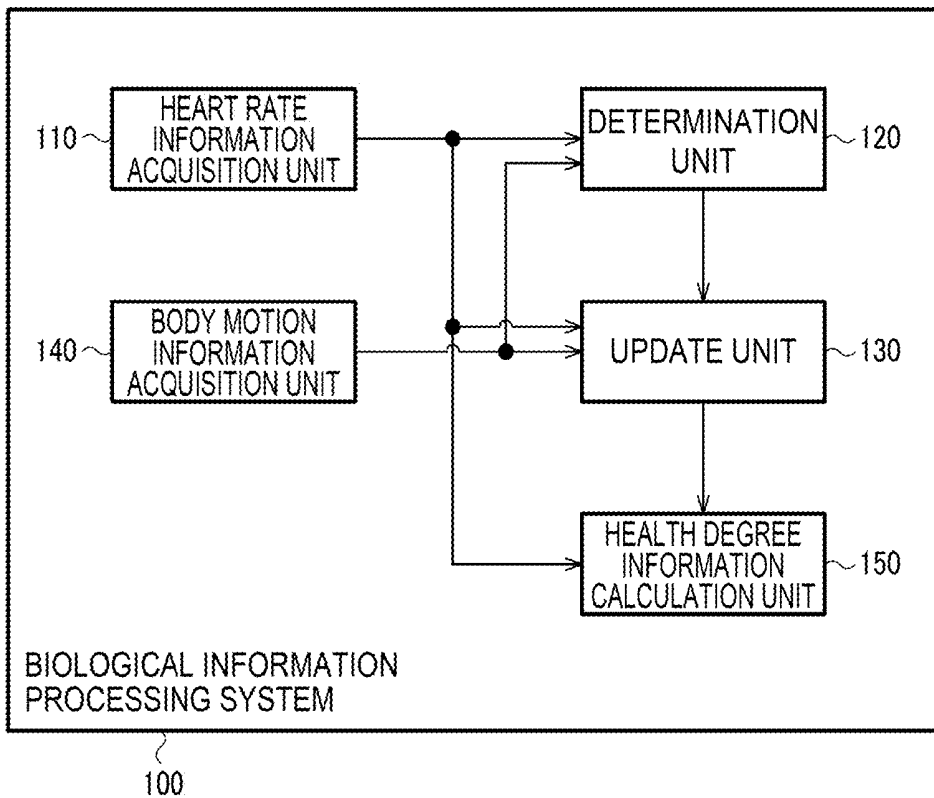 HEART RATE
INFORMATION
ACQUISITION UNIT
110
DETERMINATION
UNIT
120
BODY MOTION
INFORMATION
ACQUISITION UNIT
140
UPDATE UNIT
130
HEALTH DEGREE
INFORMATION
CALCULATION UNIT
150
BIOLOGICAL INFORMATION
PROCESSING SYSTEM
100